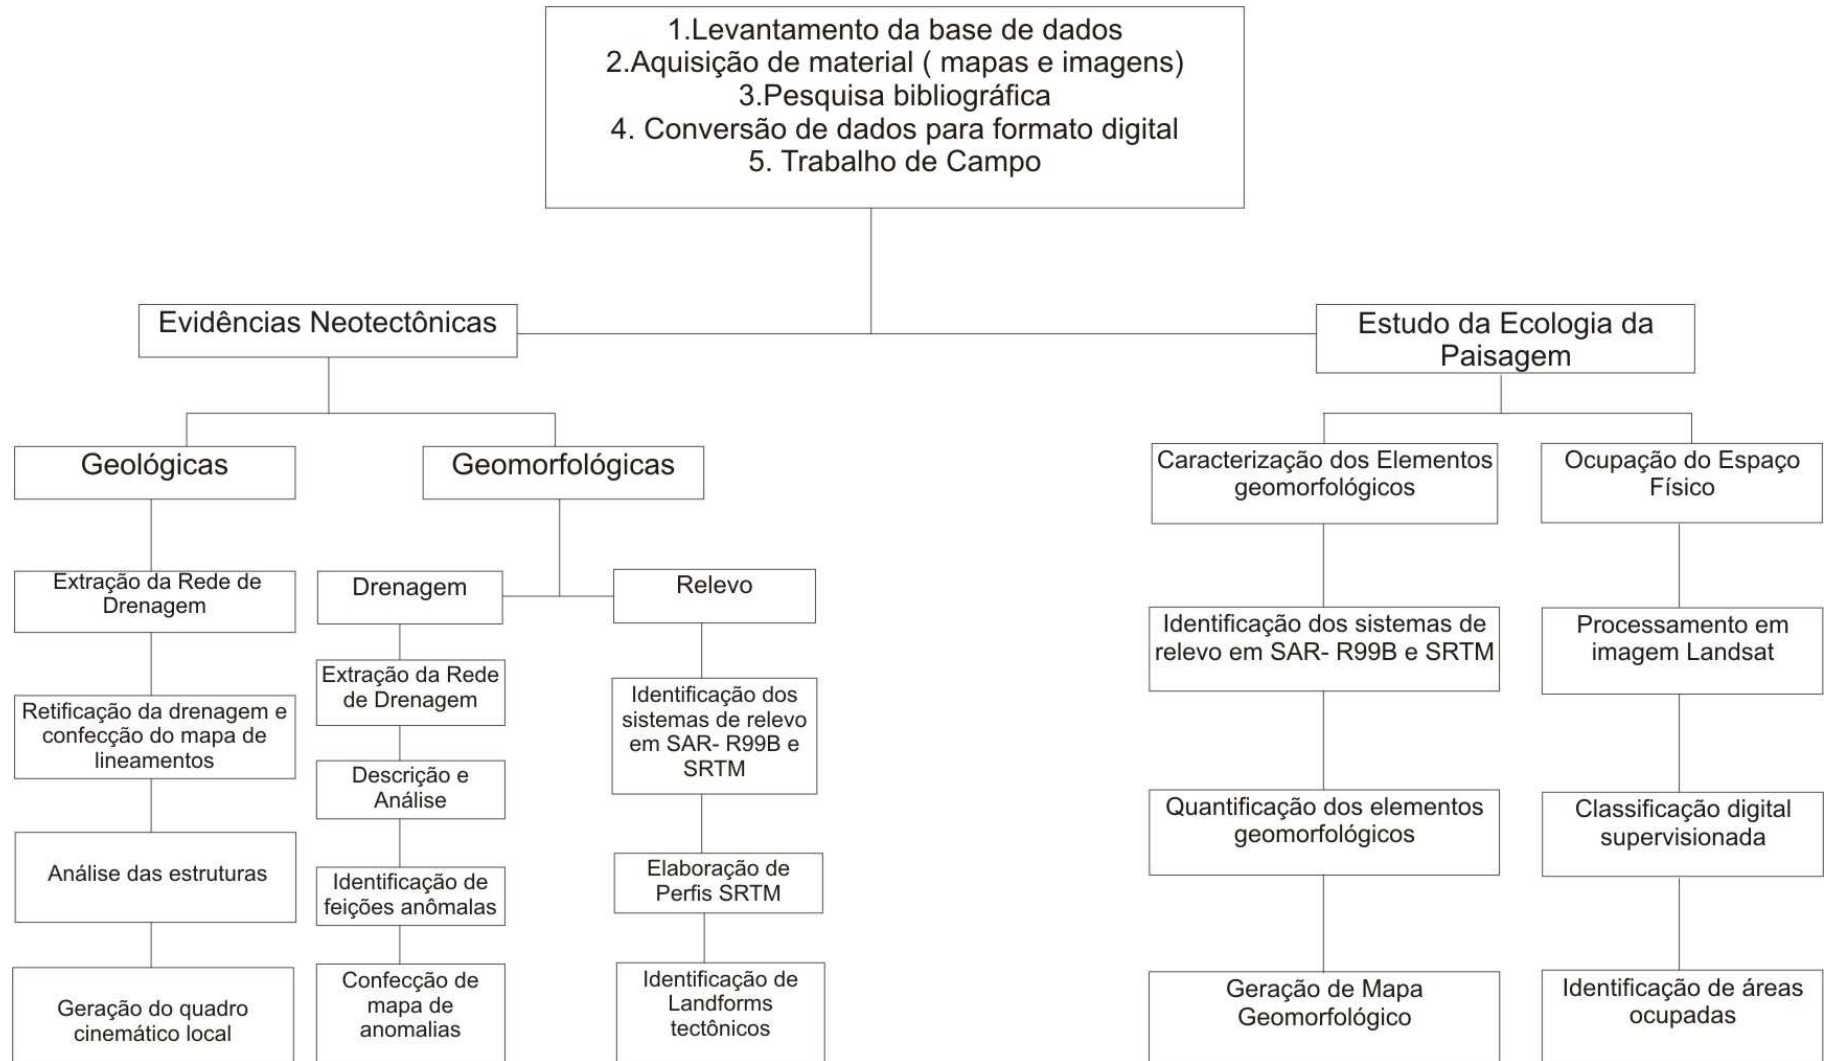 1.Levantamento da base de dados
2.Aquisição de material ( mapas e imagens)
3.Pesquisa bibliográfica
4. Conversão de dados para formato digital
5. Trabalho de Campo
Evidências Neotectônicas
Estudo da Ecologia da
Paisagem
Geológicas
Geomorfológicas
Caracterização dos Elementos
geomorfológicos
Ocupação do Espaço
Físico
Extração da Rede de
Drenagem
Drenagem
Relevo
Identificação dos sistemas de
relevo em SAR- R99B e SRTM
Processamento em
imagem Landsat
Extração da Rede
de Drenagem
Identificação dos
sistemas de relevo
em SAR- R99B e
SRTM
Retificação da drenagem e
confecção do mapa de
lineamentos
Descrição e
Análise
Quantificação dos elementos
geomorfológicos
Classificação digital
supervisionada
Análise das estruturas
Identificação de
feições anômalas
Elaboração de
Perfis SRTM
Geração do quadro
cinemático local
Confecção de
mapa de
anomalias
Identificação de
Landforms
tectônicos
Geração de Mapa
Geomorfológico
Identificação de áreas
ocupadas